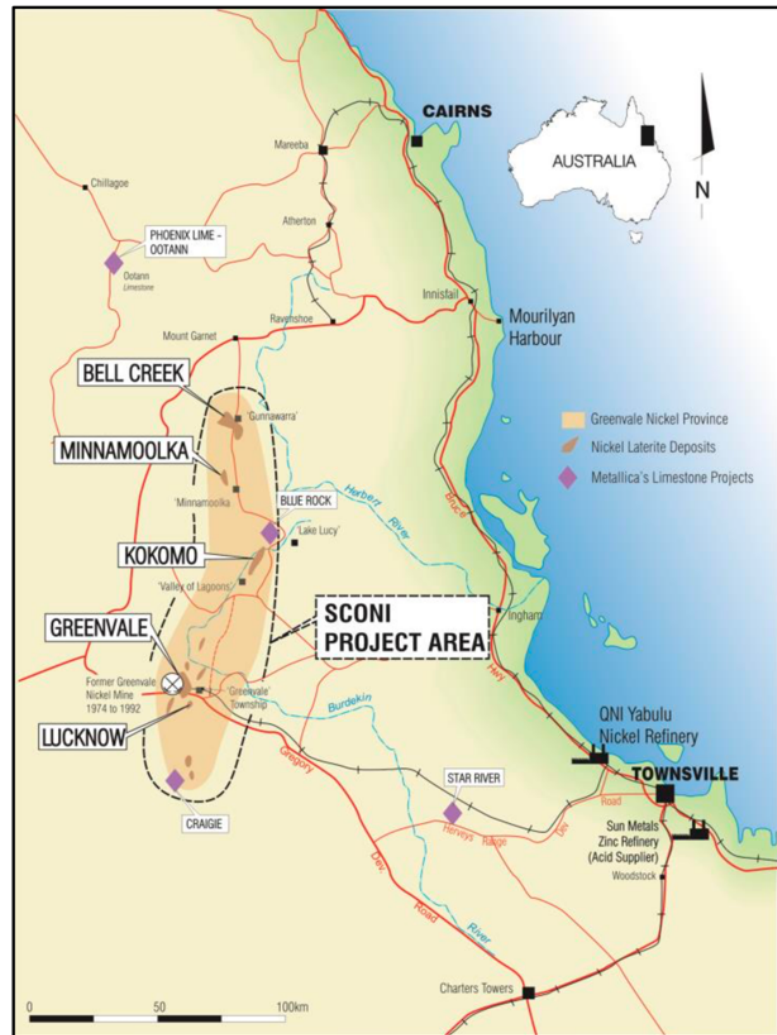 CAIRNS
AUSTRALIA
N
Mareeba
Chillagoe
Atherton
PHOENIX LIME -
OOTANN
Ootann
Limestone
Innisfail
Ravenshoe
Mourilyan
Harbour
Mount Garnet
BELL CREEK
'Gunnawarra'
Greenvale Nickel Province
Nickel Laterite Deposits
Metallica's Limestone Projects
MINNAMOOLKA
'Minnamoolka'
BLUE ROCK
Herbert
River
Bruce
Hwy
'Lake Lucy'
KOKOMO
'Valley of Lagoons'
SCONI
PROJECT AREA
Ingham
GREENVALE
Former Greenvale
Nickel Mine
1974 to 1992
'Greenvale'
Township
Burdekin
River
LUCKNOW
Gregory
Dev.
Road
QNI Yabulu
Nickel Refinery
TOWNSVILLE
STAR RIVER
Herveys Range Dev. Road
CRAIGIE
Sun Metals
Zinc Refinery
(Acid Supplier)
Woodstock
Charters Towers
0 50 100km